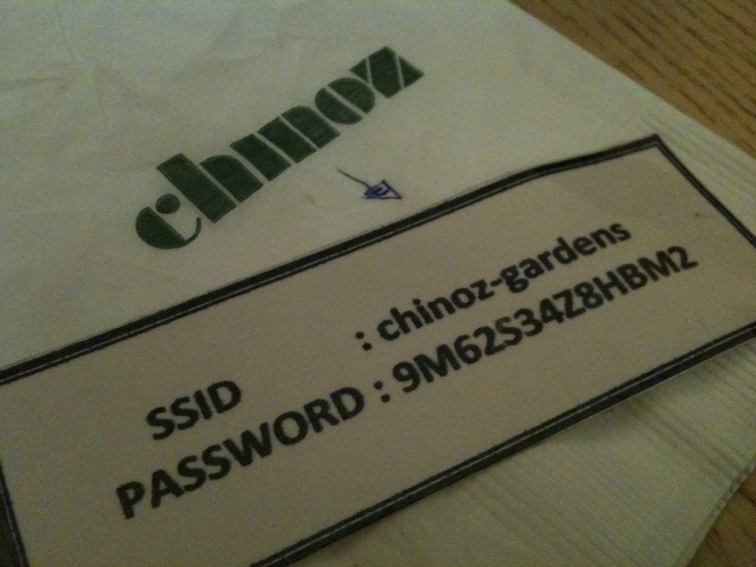 chinoz
SSID : chinoz-gardens
PASSWORD : 9M62S34Z8HBM2